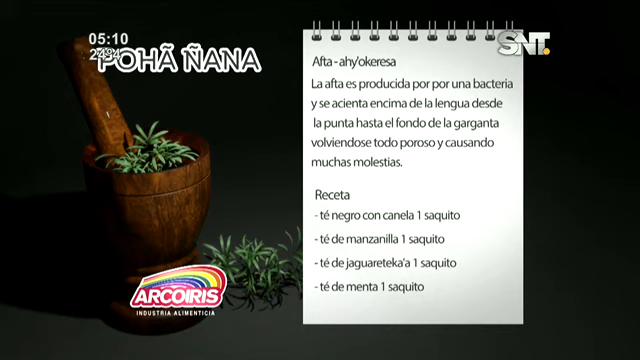 05:10
24°
POHÃ ÑANA
SNT.
Afta - ahy'okeresa
La afta es producida por por una bacteria
y se acienta encima de la lengua desde
la punta hasta el fondo de la garganta
volviendose todo poroso y causando
muchas molestias.
Receta
- té negro con canela 1 saquito
- té de manzanilla 1 saquito
- té de jaguareteka'a 1 saquito
- té de menta 1 saquito
ARCOIRIS
INDUSTRIA ALIMENTICIA